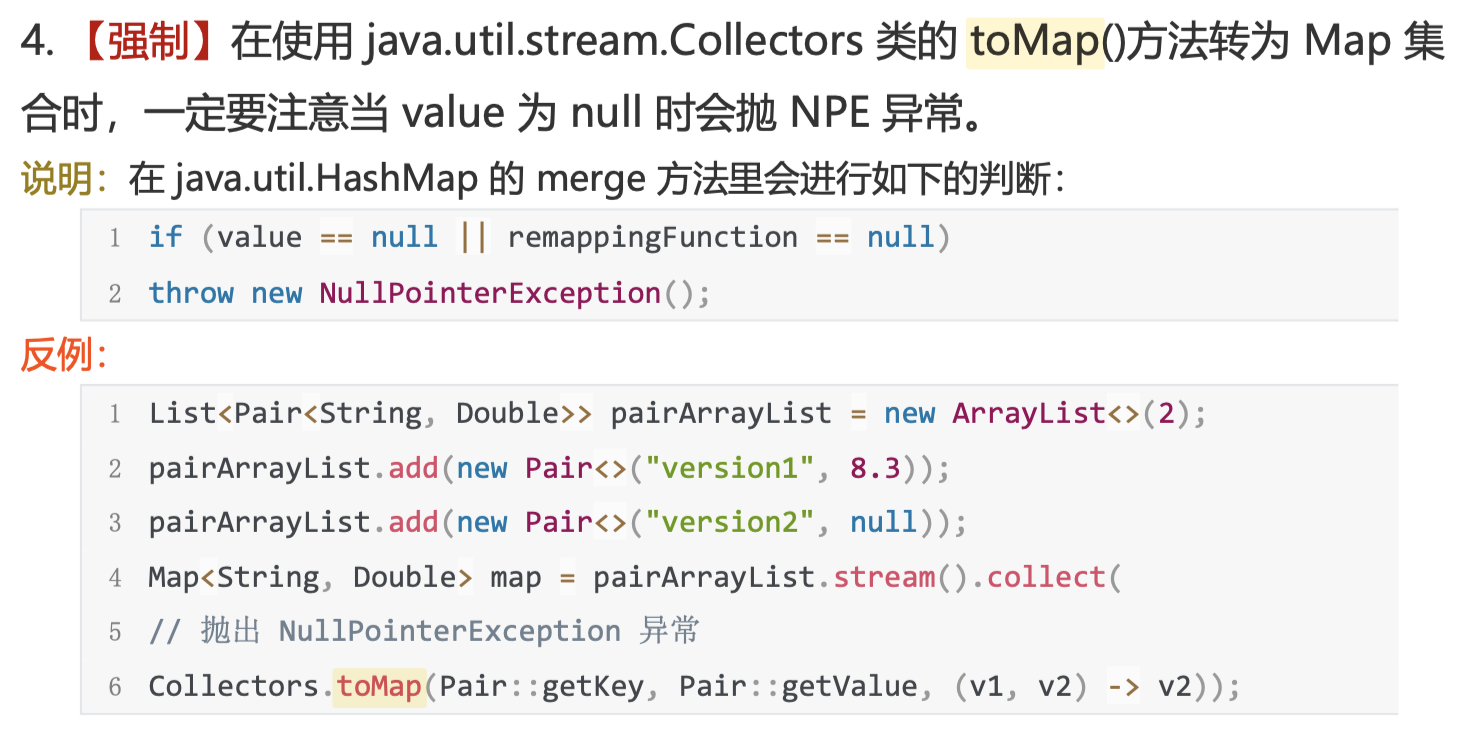 4. 【强制】在使用 java.util.stream.Collectors 类的 toMap()方法转为 Map 集
合时，一定要注意当 value 为 null 时会抛 NPE 异常。
说明：在 java.util.HashMap 的 merge 方法里会进行如下的判断：
1 if (value == null || remappingFunction == null)
2 throw new NullPointerException();
反例：
1 List<Pair<String, Double>> pairArrayList = new ArrayList<>(2);
2 pairArrayList.add(new Pair<>("version1", 8.3));
3 pairArrayList.add(new Pair<>("version2", null));
4 Map<String, Double> map = pairArrayList.stream().collect(
5 // 抛出 NullPointerException 异常
6 Collectors.toMap(Pair::getKey, Pair::getValue, (v1, v2) -> v2));